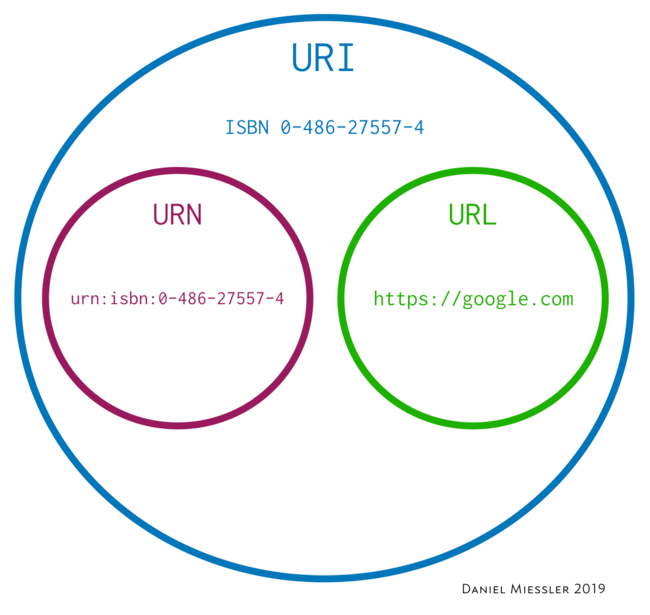 URI
ISBN 0-486-27557-4
URN
URL
urn:isbn:0-486-27557-4
https://google.com
Daniel Miessler 2019